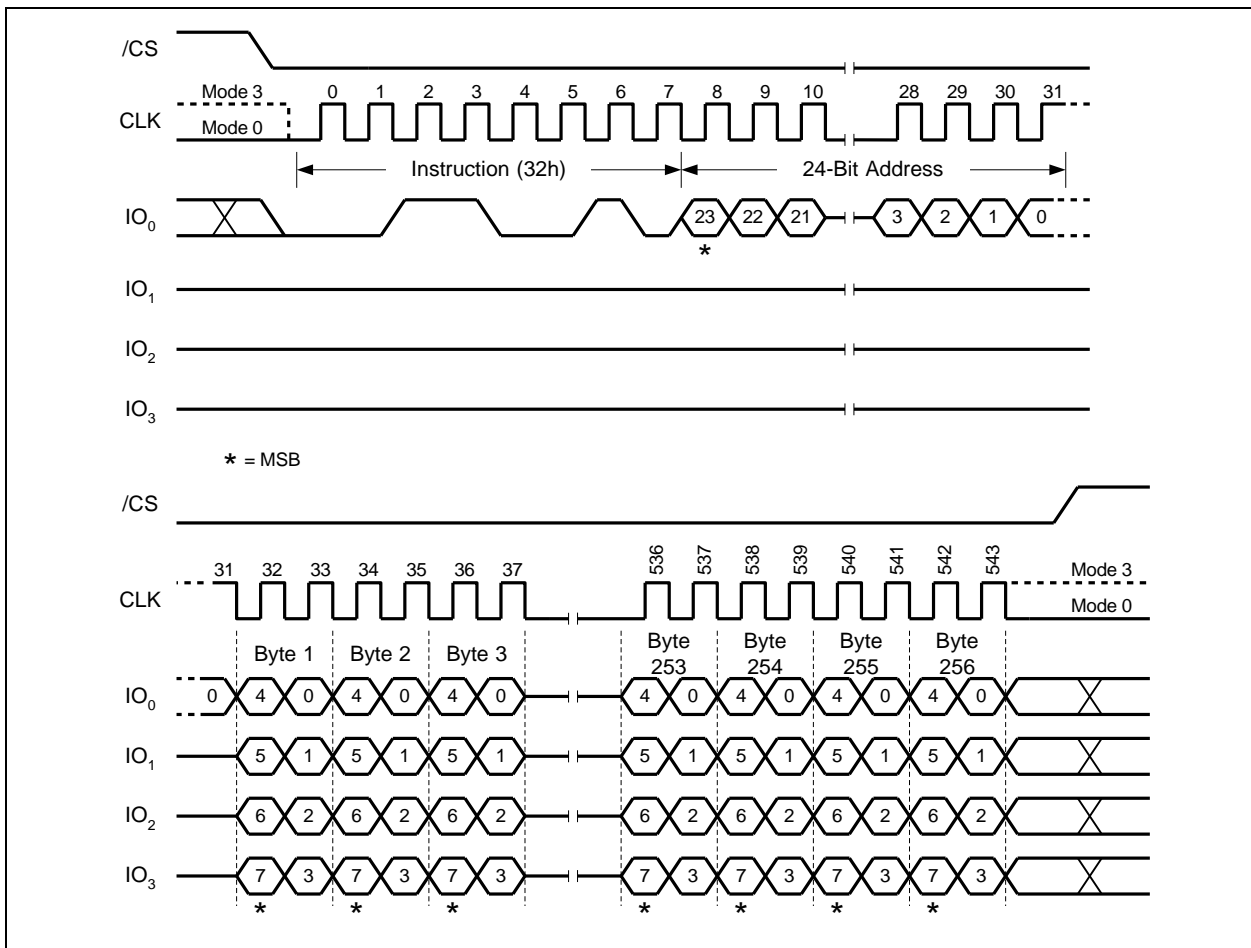 /CS
Mode 3 0 1 2 3 4 5 6 7 8 9 10 28 29 30 31
CLK
Mode 0
Instruction (32h) 24-Bit Address
IO0 23 22 21 3 2 1 0
*
IO1
IO2
IO3
* = MSB
/CS
31 32 33 34 35 36 37 536 537 538 539 540 541 542 543
CLK Mode 3
Mode 0
Byte 1 Byte 2 Byte 3 Byte 253 Byte 254 Byte 255 Byte 256
IO0 0 4 0 4 0 4 0 4 0 4 0 4 0 4 0
IO1 5 1 5 1 5 1 5 1 5 1 5 1 5 1
IO2 6 2 6 2 6 2 6 2 6 2 6 2 6 2
IO3 7 3 7 3 7 3 7 3 7 3 7 3 7 3
* * * * * * *